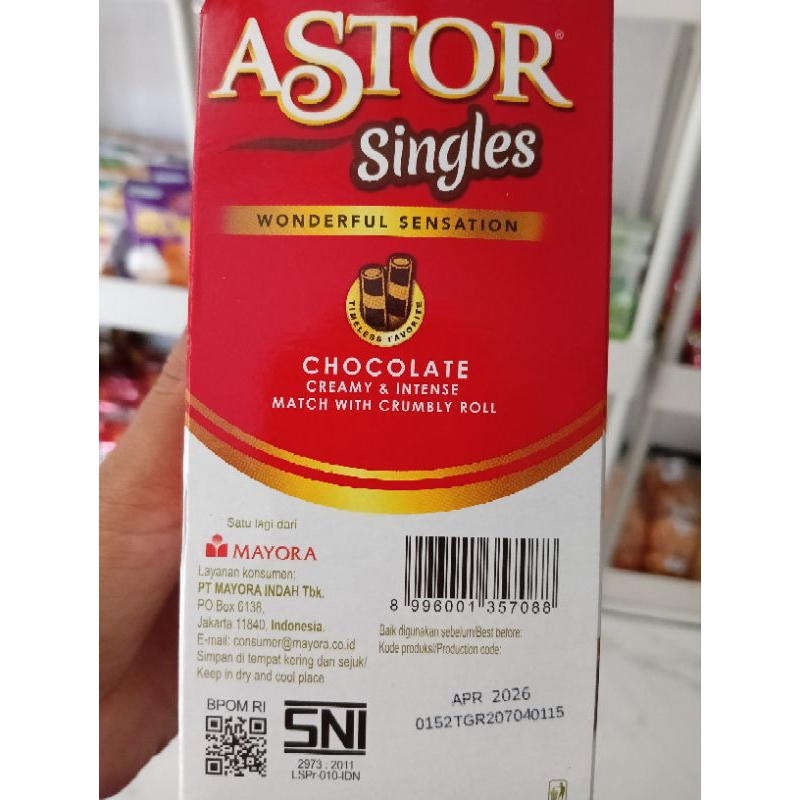 ASTOR®
Singles
WONDERFUL SENSATION
TIMELESS FAVORITE
CHOCOLATE
CREAMY & INTENSE
MATCH WITH CRUMBLY ROLL
Satu lagi dari
MAYORA
Layanan konsumen:
PT MAYORA INDAH Tbk.
PO Box 6138,
Jakarta 11840, Indonesia.
E-mail: consumer@mayora.co.id
Simpan di tempat kering dan sejuk/
Keep in dry and cool place
8 996001 357088
Baik digunakan sebelum/Best before:
Kode produksi/Production code:
APR 2026
0152TGR207040115
BPOM RI
SNI
2973 : 2011
LSPr-010-IDN